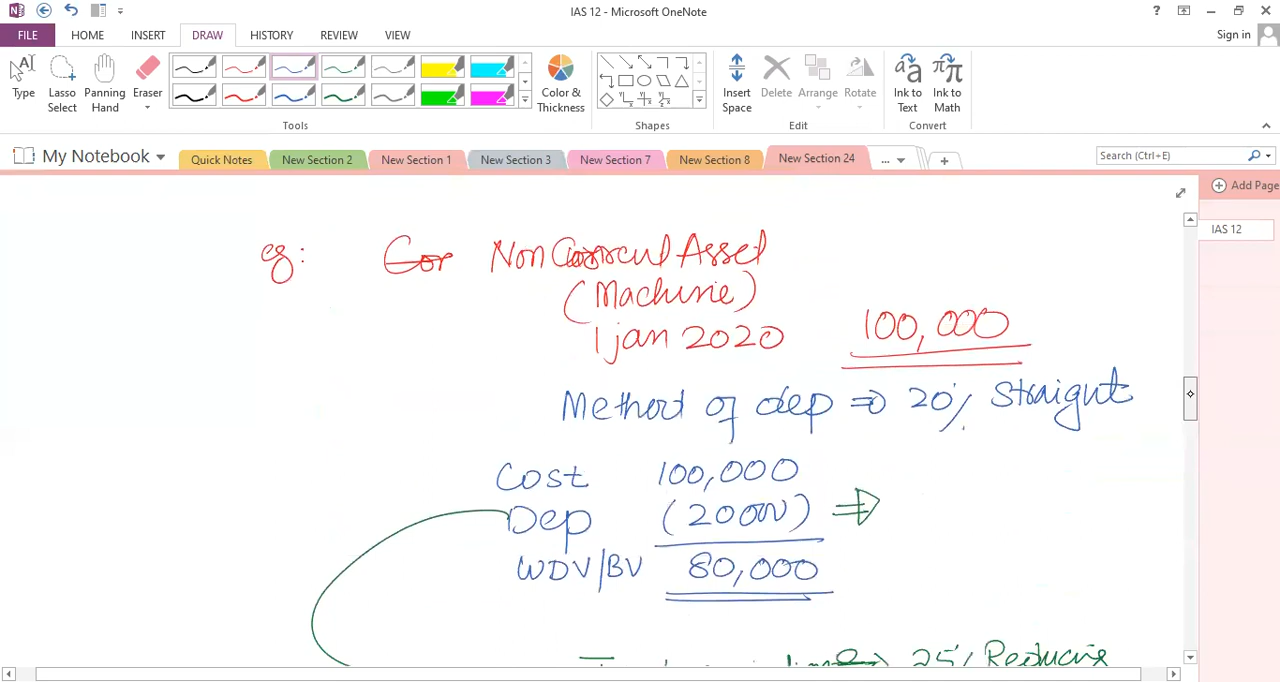 IAS 12 - Microsoft OneNote
?
FILE HOME INSERT DRAW HISTORY REVIEW VIEW
Sign in
Type
Lasso Select
Panning Hand
Eraser
Color & Thickness
Insert Space
Delete
Arrange
Rotate
Ink to Text
Ink to Math
Tools
Shapes
Edit
Convert
My Notebook
Quick Notes
New Section 2
New Section 1
New Section 3
New Section 7
New Section 8
New Section 24
...
Search (Ctrl+E)
Add Page
IAS 12
eg:
(Machine)
1 jan 2020 100,000
Method of dep ⇒ 20% Straight
Cost 100,000
Dep (20000) ⇒
WDV/BV 80,000
25% Reducing